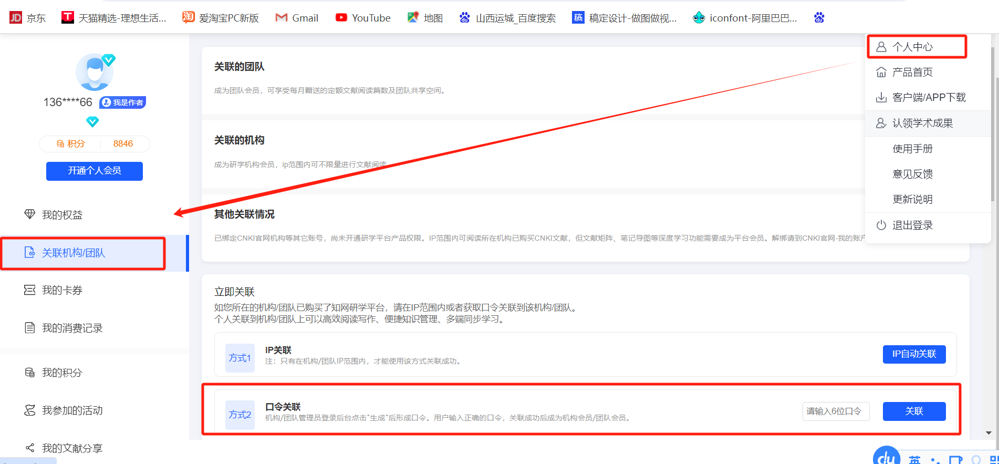 京东
天猫精选-理想生活...
爱淘宝PC新版
Gmail
YouTube
地图
山西运城_百度搜索
稿定设计-做图做视...
iconfont-阿里巴巴...
136****66
我是作者
积分
8846
开通个人会员
我的权益
关联机构/团队
我的卡券
我的消费记录
我的积分
我参加的活动
我的文献分享
关联的团队
成为团队会员，可享受每月赠送的定额文献阅读篇数及团队共享空间。
关联的机构
成为研学机构会员，ip范围内可不限量进行文献阅读
其他关联情况
已绑定CNKI官网机构等其它账号，尚未开通研学平台产品权限。IP范围内可阅读所在机构已购买CNKI文献，但文献矩阵、笔记导图等深度学习功能需要成为平台会员。解绑请到CNKI官网-我的账户
个人中心
产品首页
客户端/APP下载
认领学术成果
使用手册
意见反馈
更新说明
退出登录
立即关联
如您所在的机构/团队已购买了知网研学平台，请在IP范围内或者获取口令关联到该机构/团队。
个人关联到机构/团队上可以高效阅读写作、便捷知识管理、多端同步学习。
方式1
IP关联
注：只有在机构/团队IP范围内，才能使用该方式关联成功。
IP自动关联
方式2
口令关联
机构/团队管理员登录后台点击"生成"后形成口令。用户输入正确的口令，关联成功后成为机构会员/团队会员。
请输入6位口令
关联
du
英